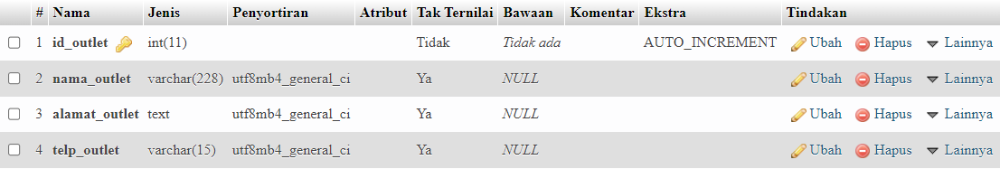 # Nama Jenis Penyortiran Atribut Tak Ternilai Bawaan Komentar Ekstra Tindakan
1 id_outlet int(11) Tidak Tidak ada AUTO_INCREMENT Ubah Hapus Lainnya
2 nama_outlet varchar(228) utf8mb4_general_ci Ya NULL Ubah Hapus Lainnya
3 alamat_outlet text utf8mb4_general_ci Ya NULL Ubah Hapus Lainnya
4 telp_outlet varchar(15) utf8mb4_general_ci Ya NULL Ubah Hapus Lainnya